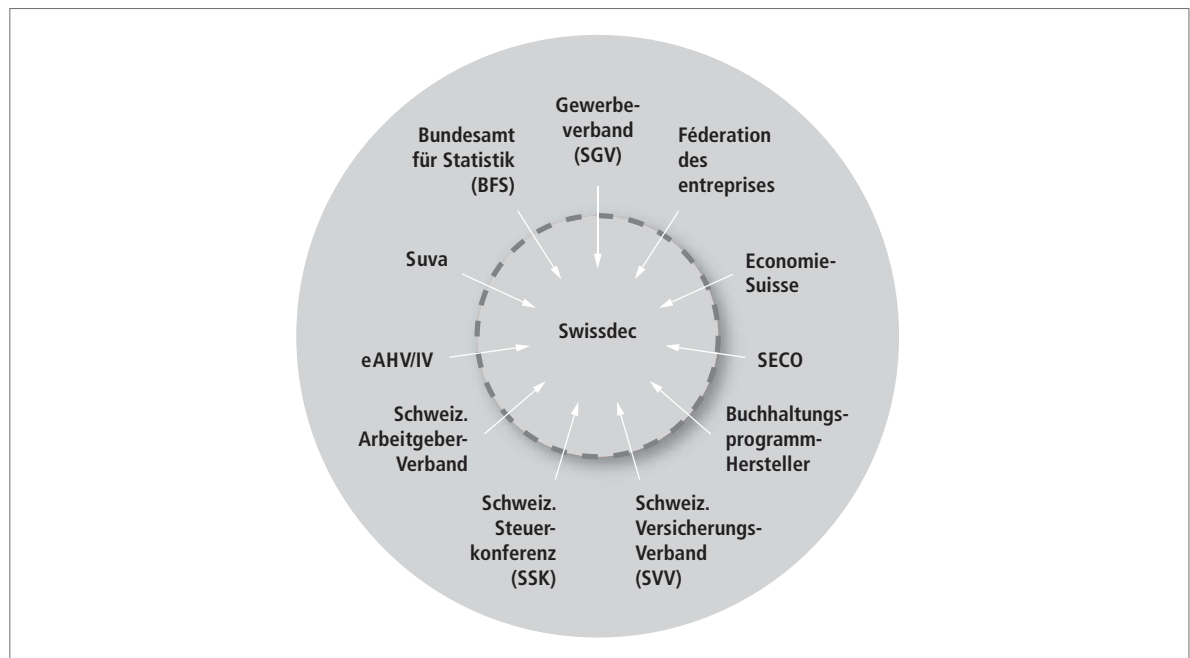 Gewerbe-
verband
(SGV)
Féderation
des
entreprises
Economie-
Suisse
SECO
Buchhaltungs-
programm-
Hersteller
Schweiz.
Versicherungs-
Verband
(SVV)
Schweiz.
Steuer-
konferenz
(SSK)
Schweiz.
Arbeitgeber-
Verband
eAHV/IV
Suva
Bundesamt
für Statistik
(BFS)
Swissdec